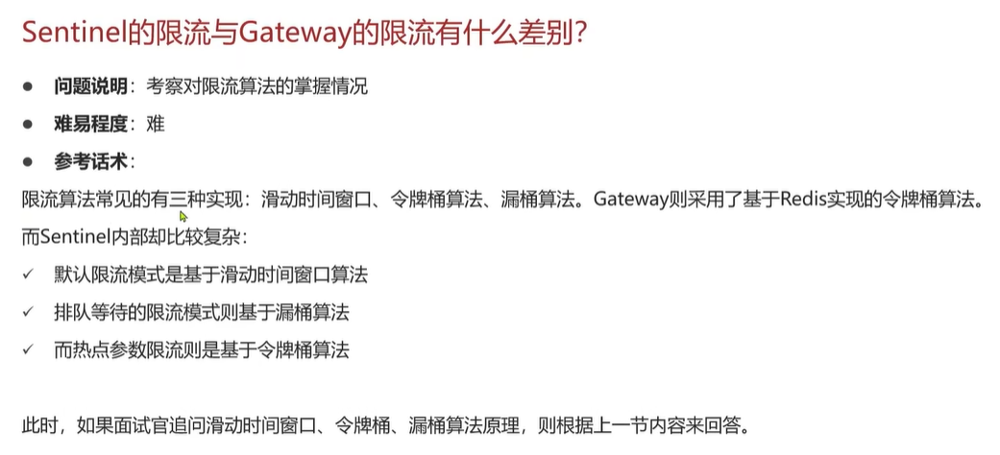 Sentinel的限流与Gateway的限流有什么差别？
● 问题说明：考察对限流算法的掌握情况
● 难易程度：难
● 参考话术：
限流算法常见的有三种实现：滑动时间窗口、令牌桶算法、漏桶算法。Gateway则采用了基于Redis实现的令牌桶算法。
而Sentinel内部却比较复杂：
✓ 默认限流模式是基于滑动时间窗口算法
✓ 排队等待的限流模式则基于漏桶算法
✓ 而热点参数限流则是基于令牌桶算法
此时，如果面试官追问滑动时间窗口、令牌桶、漏桶算法原理，则根据上一节内容来回答。